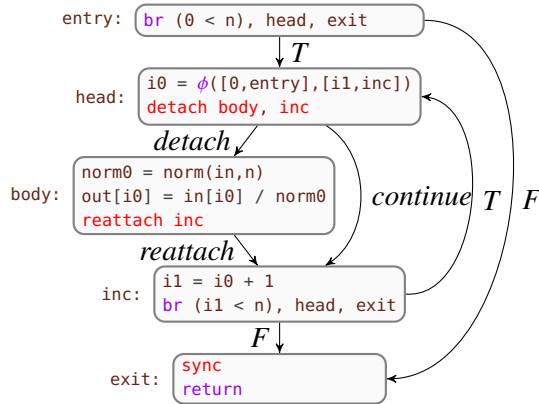 entry: br (0 < n), head, exit
T
head: i0 = ϕ([0,entry],[i1,inc])
detach body, inc
detach
body: norm0 = norm(in,n)
out[i0] = in[i0] / norm0
reattach inc
continue T F
reattach
inc: i1 = i0 + 1
br (i1 < n), head, exit
F
exit: sync
return